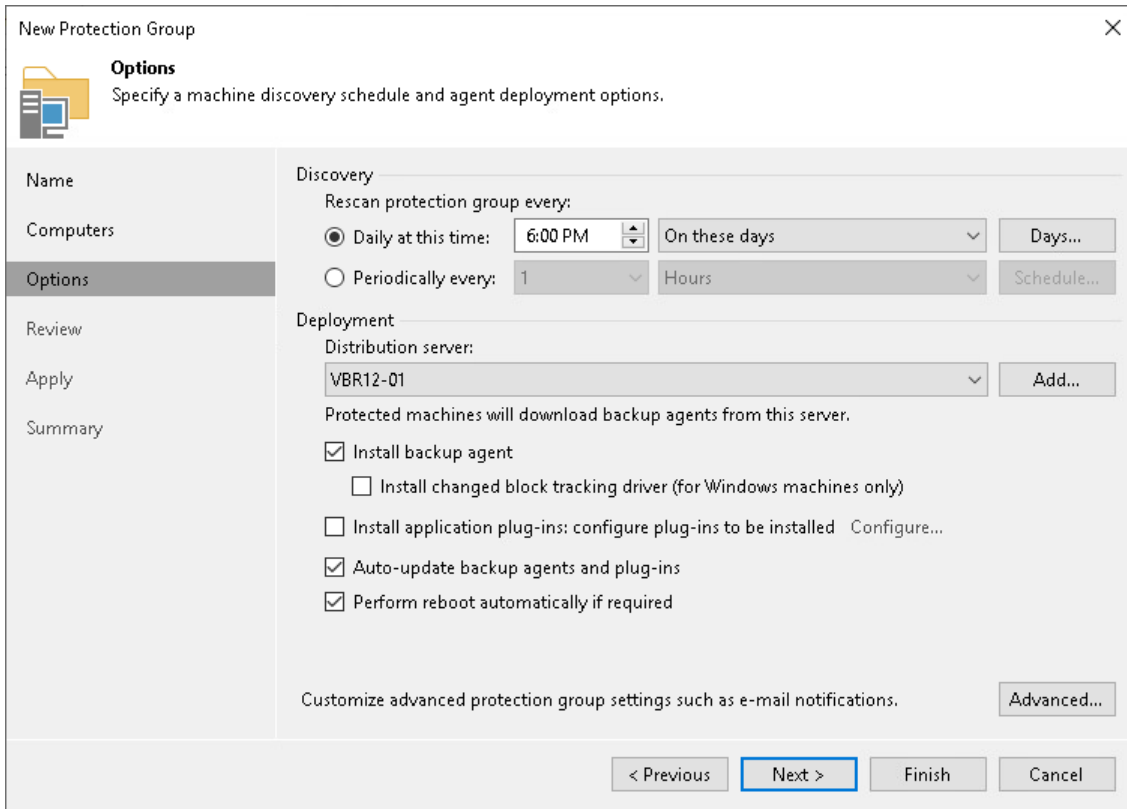 New Protection Group
Options
Specify a machine discovery schedule and agent deployment options.
Name
Computers
Options
Review
Apply
Summary
Discovery
Rescan protection group every:
Daily at this time: 6:00 PM On these days Days...
Periodically every: 1 Hours Schedule...
Deployment
Distribution server:
VBR12-01 Add...
Protected machines will download backup agents from this server.
Install backup agent
Install changed block tracking driver (for Windows machines only)
Install application plug-ins: configure plug-ins to be installed Configure...
Auto-update backup agents and plug-ins
Perform reboot automatically if required
Customize advanced protection group settings such as e-mail notifications. Advanced...
< Previous Next > Finish Cancel